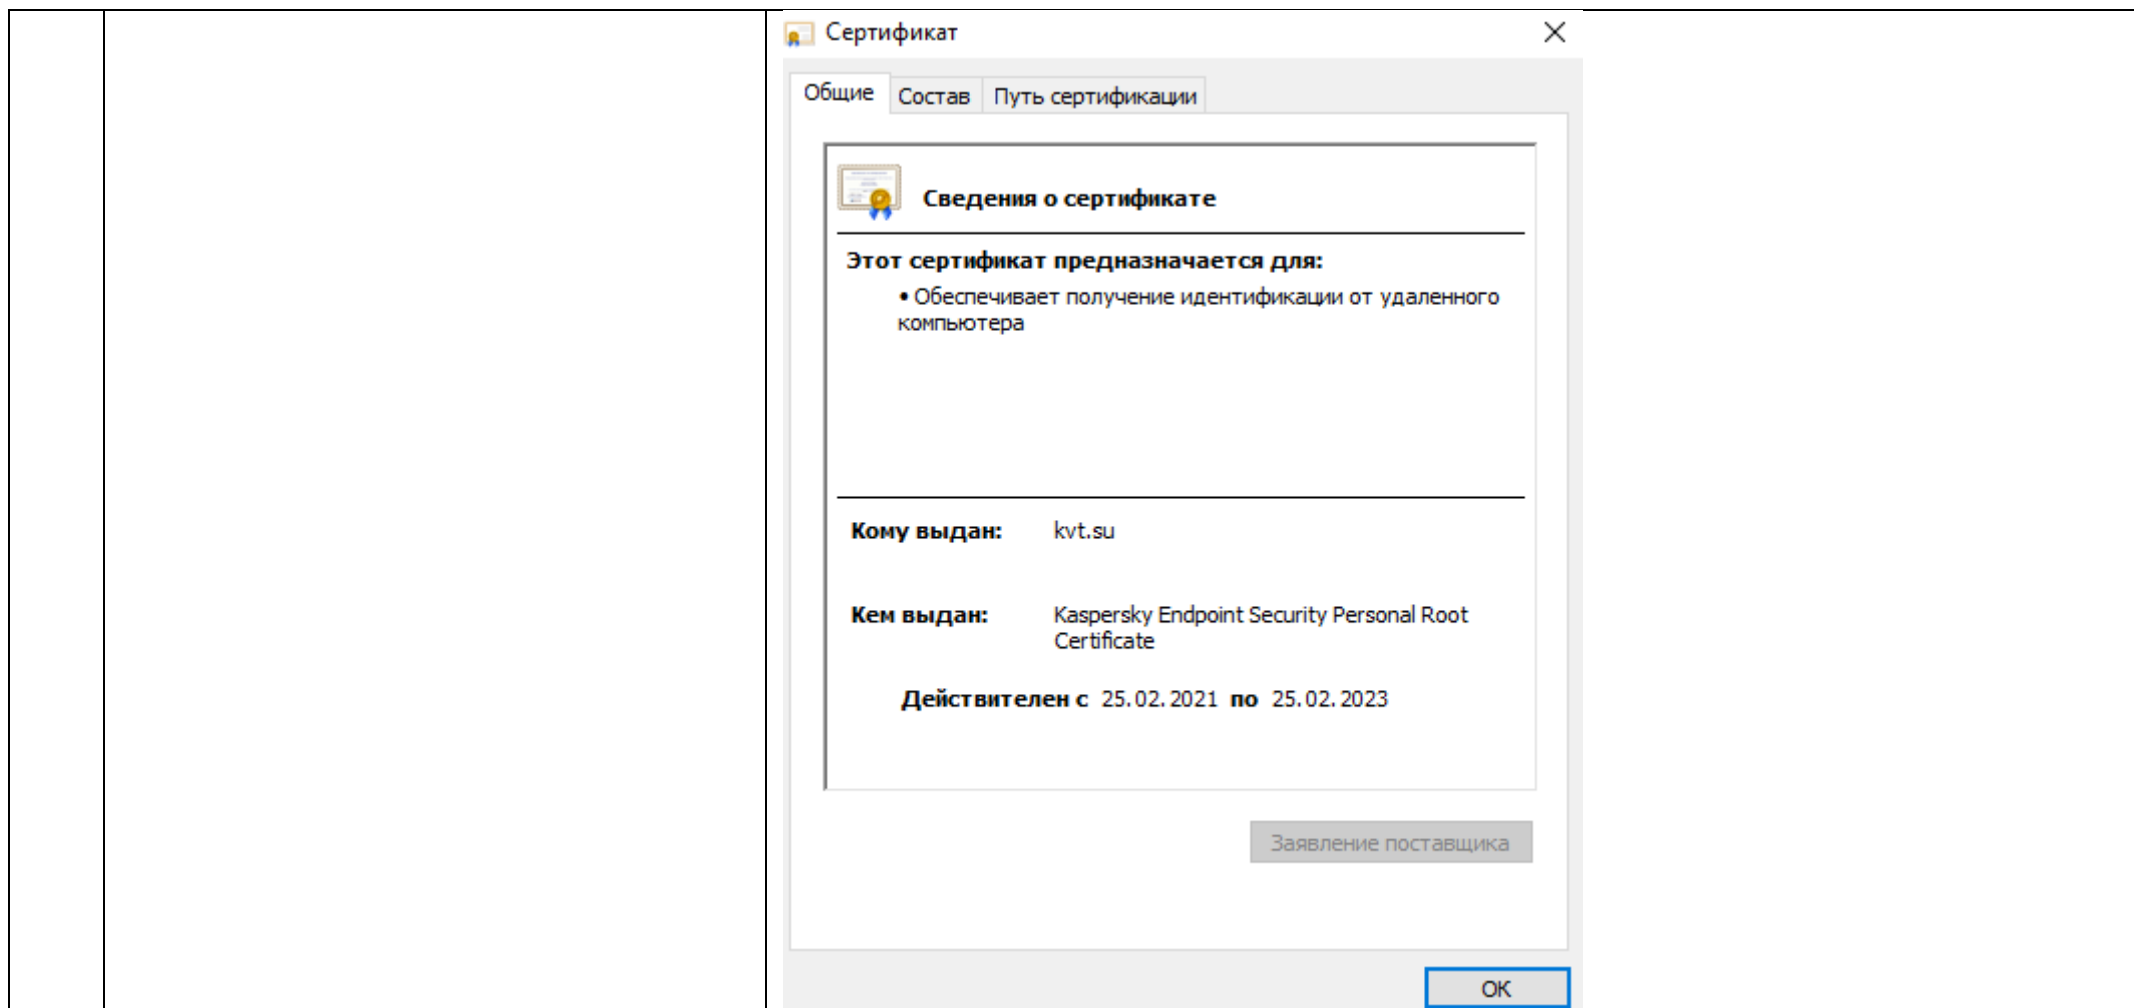 Сертификат
Общие Состав Путь сертификации
Сведения о сертификате
Этот сертификат предназначается для:
• Обеспечивает получение идентификации от удаленного
компьютера
Кому выдан: kvt.su
Кем выдан: Kaspersky Endpoint Security Personal Root
Certificate
Действителен с 25.02.2021 по 25.02.2023
Заявление поставщика
ОК